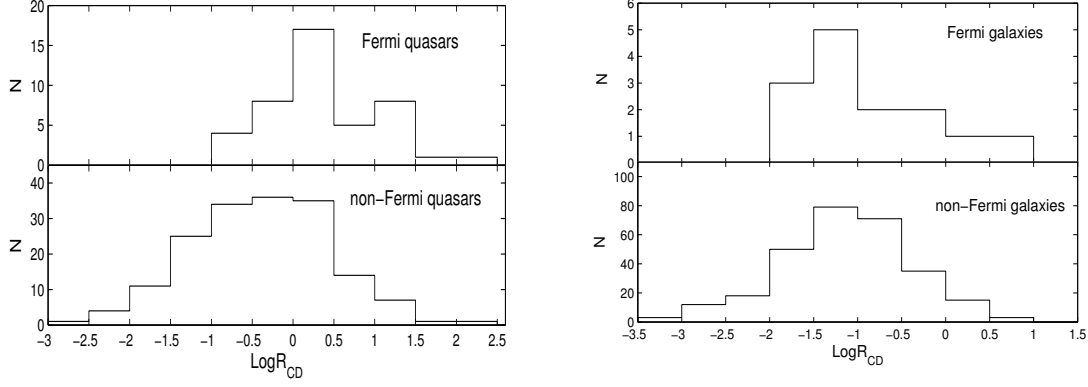 20
15
10
5
0
N
Fermi quasars
40
30
20
10
0
N
non−Fermi quasars
−3 −2.5 −2 −1.5 −1 −0.5 0 0.5 1 1.5 2 2.5
LogR_CD
6
5
4
3
2
1
0
N
Fermi galaxies
100
80
60
40
20
0
N
non−Fermi galaxies
−3.5 −3 −2.5 −2 −1.5 −1 −0.5 0 0.5 1 1.5
LogR_CD